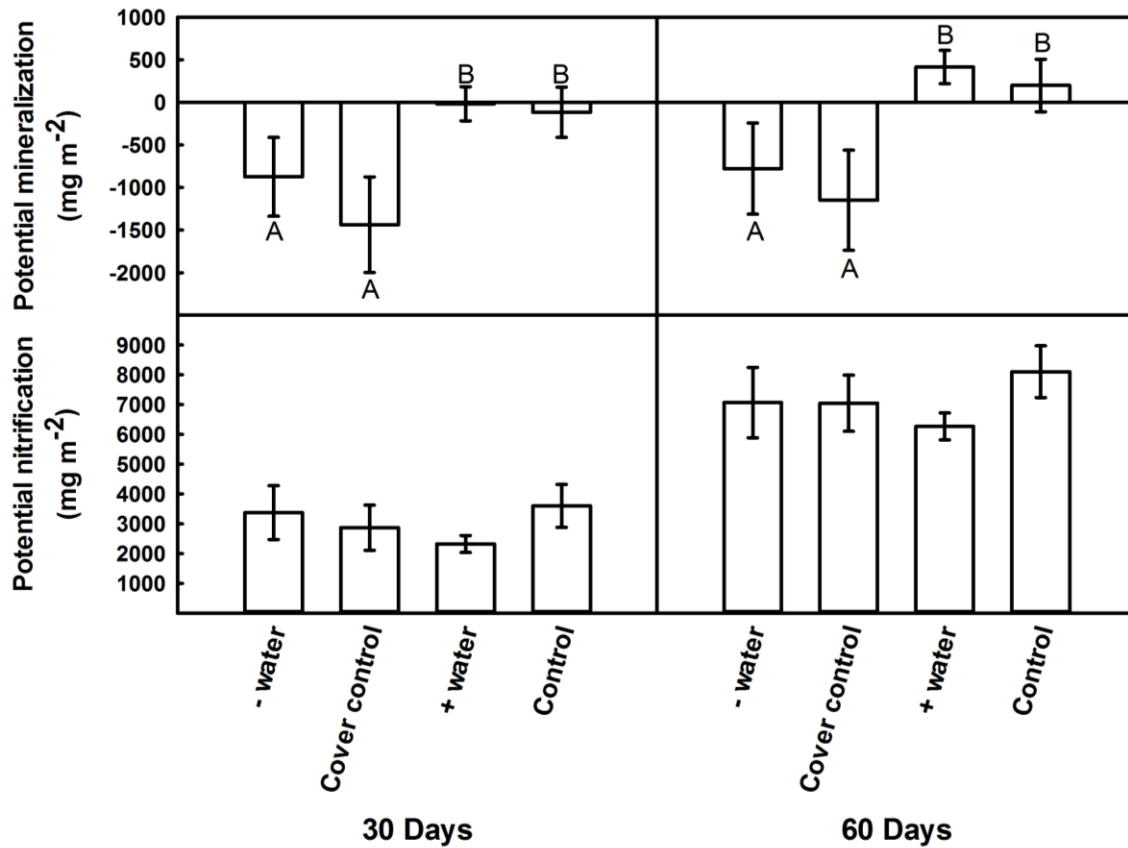 Potential mineralization
(mg m-2)
1000
500
0
-500
-1000
-1500
-2000
A
A
B
B
A
A
B
B
Potential nitrification
(mg m-2)
9000
8000
7000
6000
5000
4000
3000
2000
1000
- water
Cover control
+ water
Control
- water
Cover control
+ water
Control
30 Days
60 Days